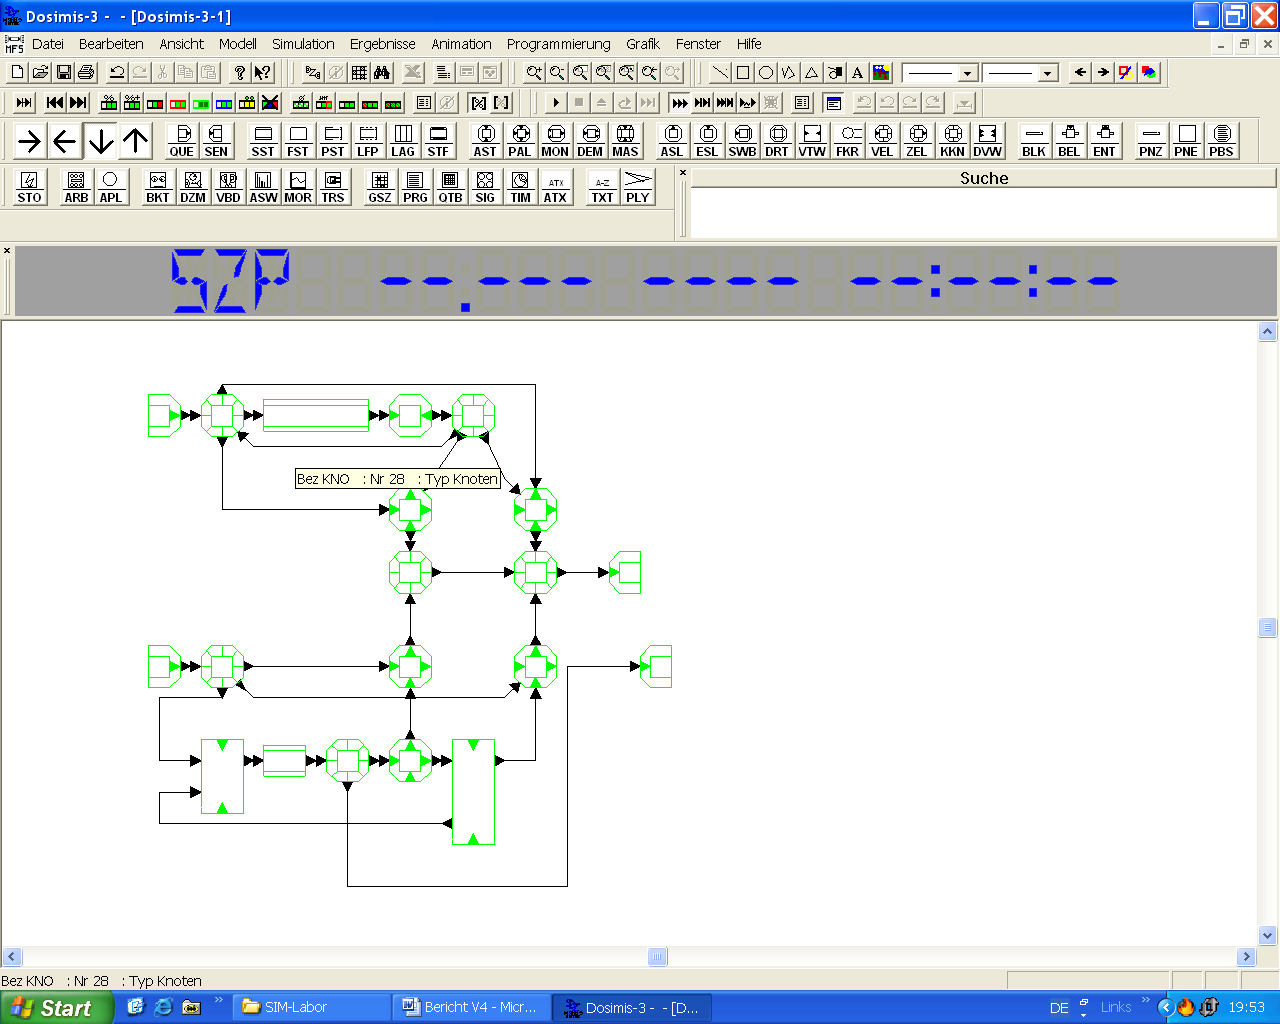 Dosimis-3 -  - [Dosimis-3-1]
MFS Datei Bearbeiten Ansicht Modell Simulation Ergebnisse Animation Programmierung Grafik Fenster Hilfe
A
QUE SEN SST FST PST LFP LAG STF AST PAL MON DEM MAS ASL ESL SWB DRT VTW FKR VEL ZEL KKN DVW BLK BEL ENT PNZ PNE PBS
STO ARB APL BKT DZM VBD ASW MOR TRS GSZ PRG QTB SIG TIM ATX ATX A-Z TXT PLY
Suche
SZP --.--- ---- --:--:--
Bez KNO : Nr 28 : Typ Knoten
Bez KNO : Nr 28 : Typ Knoten
Start SIM-Labor Bericht V4 - Micr... Dosimis-3 - - [D... DE Links 19:53